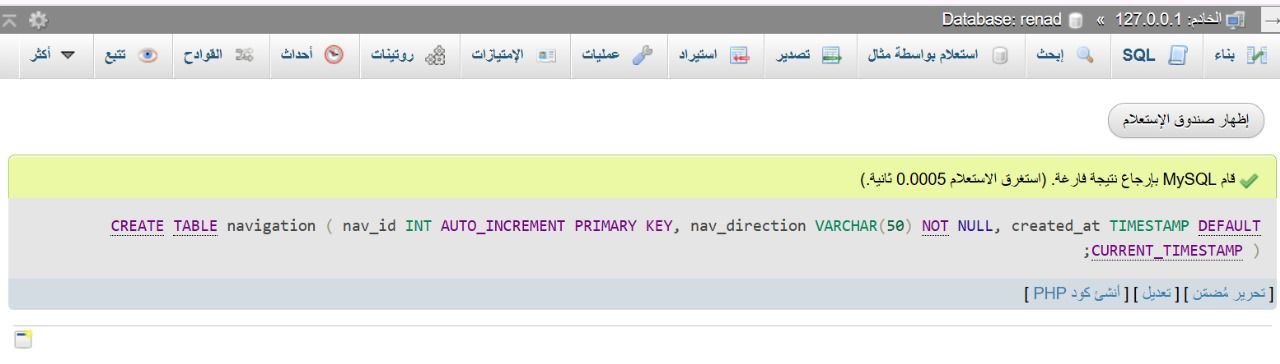 الخادم: 127.0.0.1 » Database: renad
بناء SQL إبحث استعلام بواسطة مثال تصدير استيراد عمليات الإمتيازات روتينات أحداث القوادح تتبع أكثر
إظهار صندوق الإستعلام
قام MySQL بإرجاع نتيجة فارغة. (استغرق الاستعلام 0.0005 ثانية.)
CREATE TABLE navigation ( nav_id INT AUTO_INCREMENT PRIMARY KEY, nav_direction VARCHAR(50) NOT NULL, created_at TIMESTAMP DEFAULT
CURRENT_TIMESTAMP );
[ تحرير مُضمّن ] [ تعديل ] [ أنشئ كود PHP ]